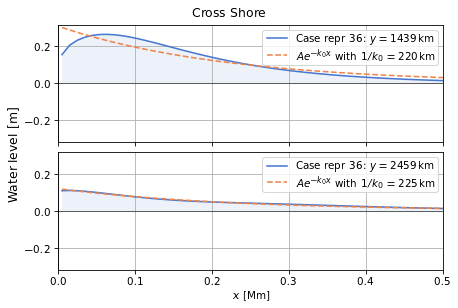 Cross Shore
Water level [m]
0.2
0.0
−0.2
Case repr 36: y = 1439 km
Ae^{−k₀x} with 1/k₀ = 220 km
0.2
0.0
−0.2
Case repr 36: y = 2459 km
Ae^{−k₀x} with 1/k₀ = 225 km
0.0 0.1 0.2 0.3 0.4 0.5
x [Mm]